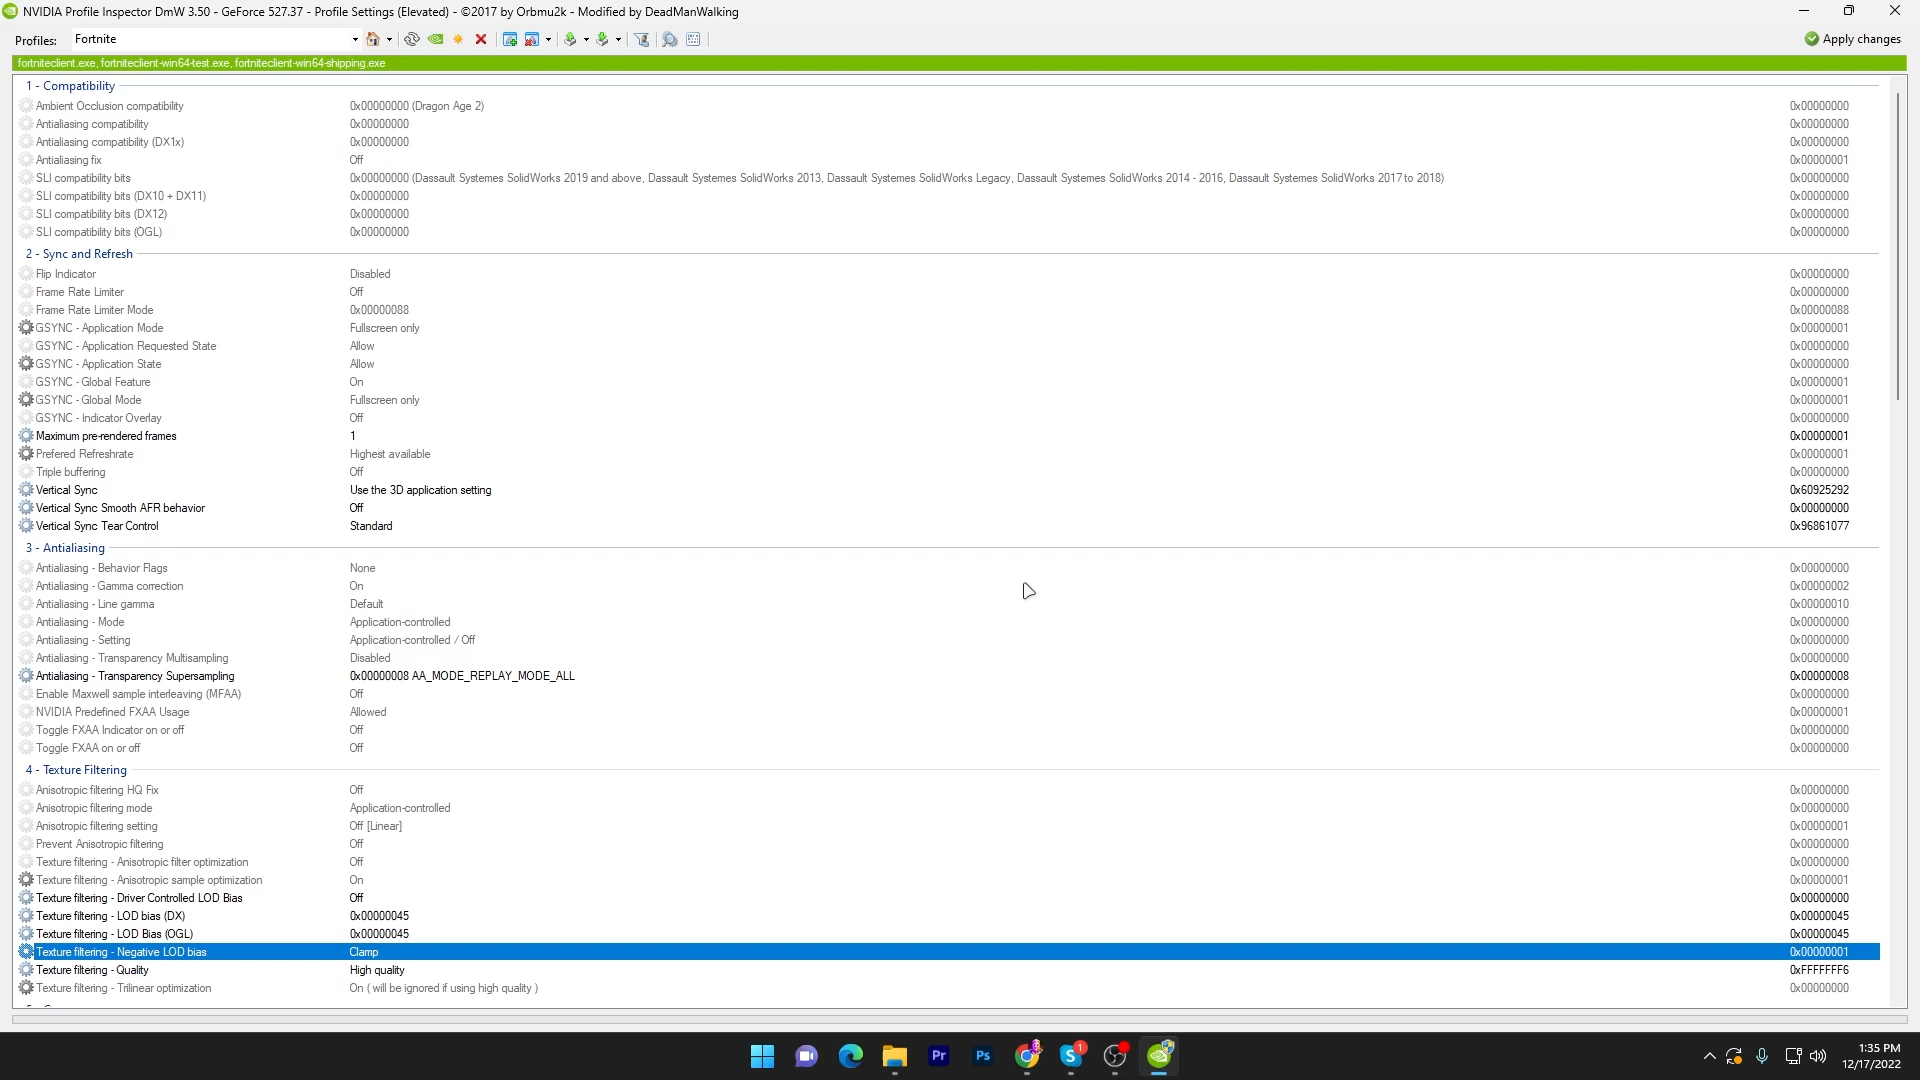 NVIDIA Profile Inspector DmW 3.50 - GeForce 527.37 - Profile Settings (Elevated) - ©2017 by Orbmu2k - Modified by DeadManWalking
Profiles: Fortnite Apply changes
fortniteclient.exe, fortniteclient-win64-test.exe, fortniteclient-win64-shipping.exe
1 - Compatibility
Ambient Occlusion compatibility 0x00000000 (Dragon Age 2) 0x00000000
Antialiasing compatibility 0x00000000 0x00000000
Antialiasing compatibility (DX1x) 0x00000000 0x00000000
Antialiasing fix Off 0x00000001
SLI compatibility bits 0x00000000 (Dassault Systemes SolidWorks 2019 and above, Dassault Systemes SolidWorks 2013, Dassault Systemes SolidWorks Legacy, Dassault Systemes SolidWorks 2014 - 2016, Dassault Systemes SolidWorks 2017 to 2018) 0x00000000
SLI compatibility bits (DX10 + DX11) 0x00000000 0x00000000
SLI compatibility bits (DX12) 0x00000000 0x00000000
SLI compatibility bits (OGL) 0x00000000 0x00000000
2 - Sync and Refresh
Flip Indicator Disabled 0x00000000
Frame Rate Limiter Off 0x00000000
Frame Rate Limiter Mode 0x00000088 0x00000088
GSYNC - Application Mode Fullscreen only 0x00000001
GSYNC - Application Requested State Allow 0x00000000
GSYNC - Application State Allow 0x00000000
GSYNC - Global Feature On 0x00000001
GSYNC - Global Mode Fullscreen only 0x00000001
GSYNC - Indicator Overlay Off 0x00000000
Maximum pre-rendered frames 1 0x00000001
Prefered Refreshrate Highest available 0x00000001
Triple buffering Off 0x00000000
Vertical Sync Use the 3D application setting 0x60925292
Vertical Sync Smooth AFR behavior Off 0x00000000
Vertical Sync Tear Control Standard 0x96861077
3 - Antialiasing
Antialiasing - Behavior Flags None 0x00000000
Antialiasing - Gamma correction On 0x00000002
Antialiasing - Line gamma Default 0x00000010
Antialiasing - Mode Application-controlled 0x00000000
Antialiasing - Setting Application-controlled / Off 0x00000000
Antialiasing - Transparency Multisampling Disabled 0x00000000
Antialiasing - Transparency Supersampling 0x00000008 AA_MODE_REPLAY_MODE_ALL 0x00000008
Enable Maxwell sample interleaving (MFAA) Off 0x00000000
NVIDIA Predefined FXAA Usage Allowed 0x00000001
Toggle FXAA Indicator on or off Off 0x00000000
Toggle FXAA on or off Off 0x00000000
4 - Texture Filtering
Anisotropic filtering HQ Fix Off 0x00000000
Anisotropic filtering mode Application-controlled 0x00000000
Anisotropic filtering setting Off [Linear] 0x00000001
Prevent Anisotropic filtering Off 0x00000000
Texture filtering - Anisotropic filter optimization Off 0x00000000
Texture filtering - Anisotropic sample optimization On 0x00000001
Texture filtering - Driver Controlled LOD Bias Off 0x00000000
Texture filtering - LOD bias (DX) 0x00000045 0x00000045
Texture filtering - LOD Bias (OGL) 0x00000045 0x00000045
Texture filtering - Negative LOD bias Clamp 0x00000001
Texture filtering - Quality High quality 0xFFFFFFF6
Texture filtering - Trilinear optimization On ( will be ignored if using high quality ) 0x00000000
Pr Ps S 1 1:35 PM
12/17/2022